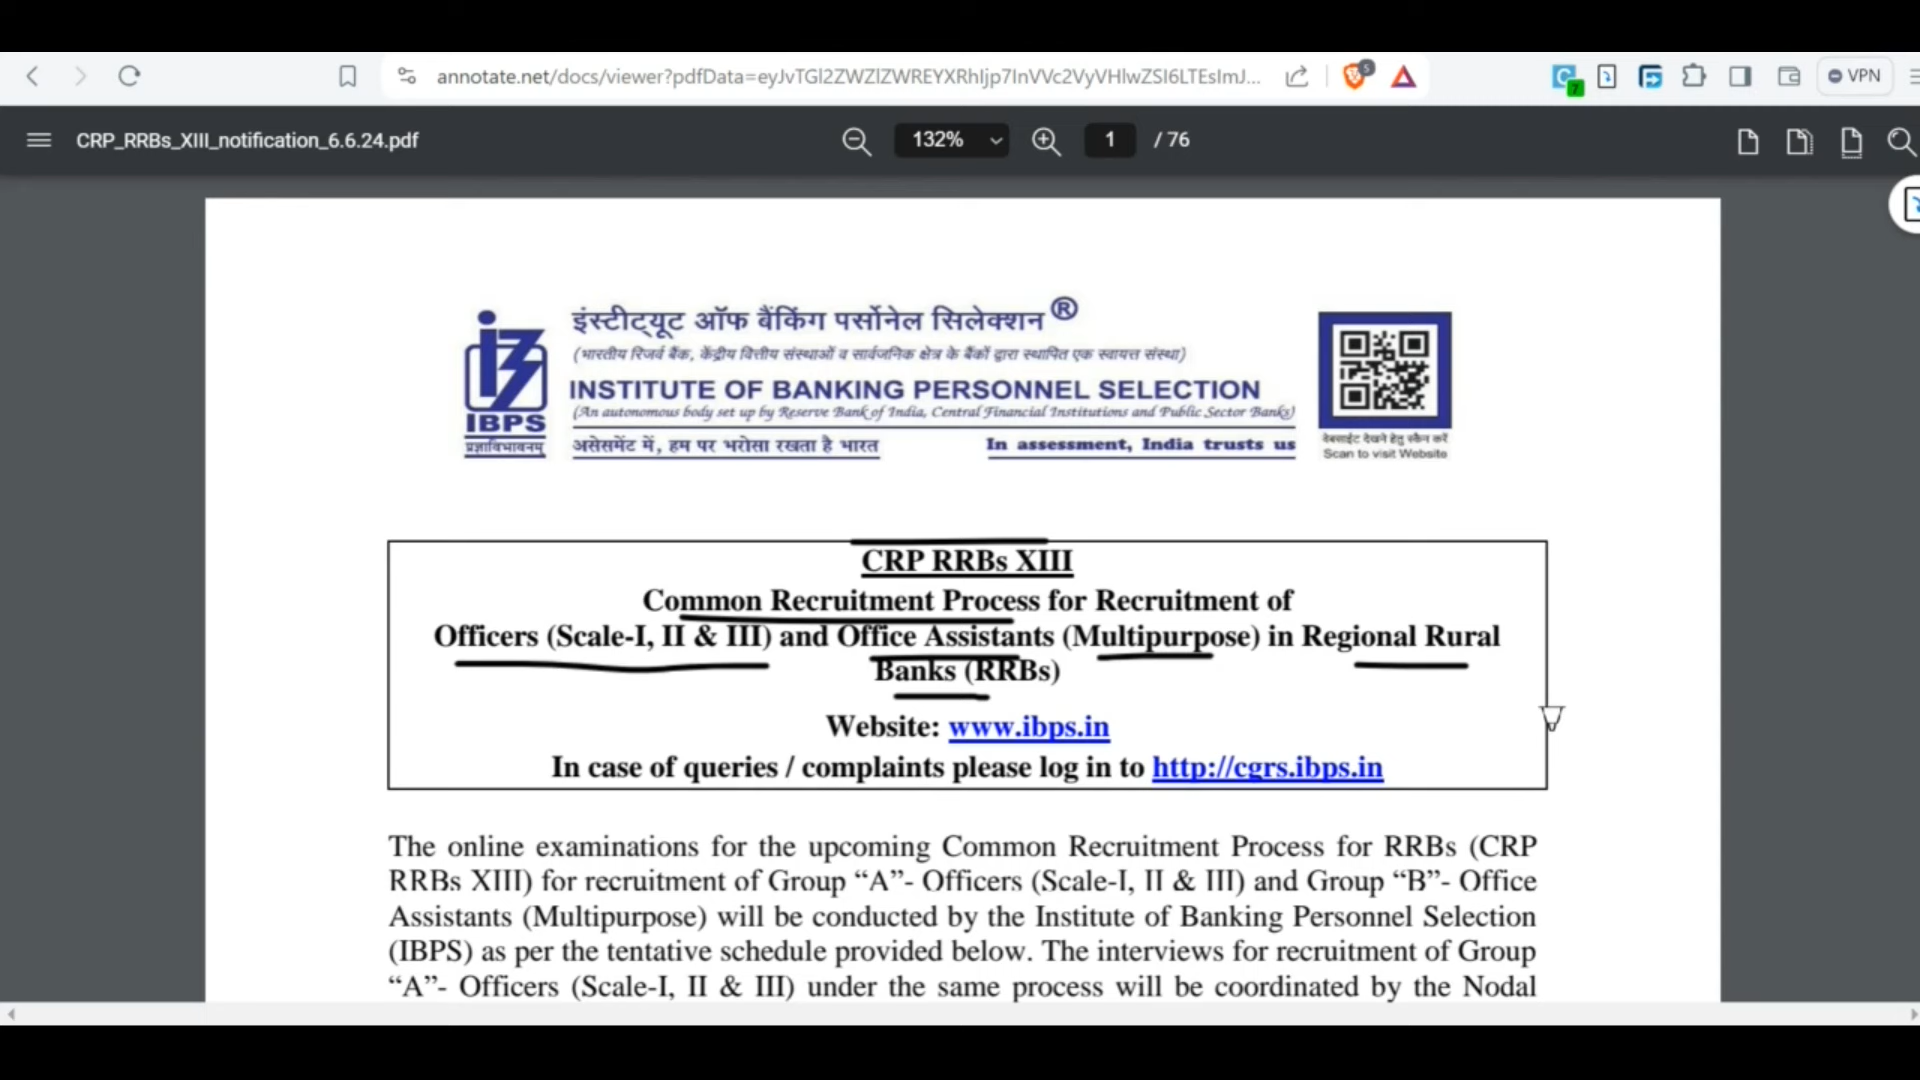 annotate.net/docs/viewer?pdfData=eyJvTGl2ZWZlZWREYXRhIjp7InVVc2VyVHlwZSI6LTEsImJ...
5
7
VPN
CRP_RRBs_XIII_notification_6.6.24.pdf
132%
1 / 76
इंस्टीट्यूट ऑफ बैंकिंग पर्सोनेल सिलेक्शन ®
(भारतीय रिजर्व बैंक, केंद्रीय वित्तीय संस्थाओं व सार्वजनिक क्षेत्र के बैंकों द्वारा स्थापित एक स्वायत्त संस्था)
INSTITUTE OF BANKING PERSONNEL SELECTION
(An autonomous body set up by Reserve Bank of India, Central Financial Institutions and Public Sector Banks)
IBPS
प्रज्ञाविभावनम्
असेसमेंट में, हम पर भरोसा रखता है भारत In assessment, India trusts us
वेबसाईट देखने हेतु स्कैन करें
Scan to visit Website
CRP RRBs XIII
Common Recruitment Process for Recruitment of
Officers (Scale-I, II & III) and Office Assistants (Multipurpose) in Regional Rural
Banks (RRBs)
Website: www.ibps.in
In case of queries / complaints please log in to http://cgrs.ibps.in
The online examinations for the upcoming Common Recruitment Process for RRBs (CRP
RRBs XIII) for recruitment of Group “A”- Officers (Scale-I, II & III) and Group “B”- Office
Assistants (Multipurpose) will be conducted by the Institute of Banking Personnel Selection
(IBPS) as per the tentative schedule provided below. The interviews for recruitment of Group
“A”- Officers (Scale-I, II & III) under the same process will be coordinated by the Nodal